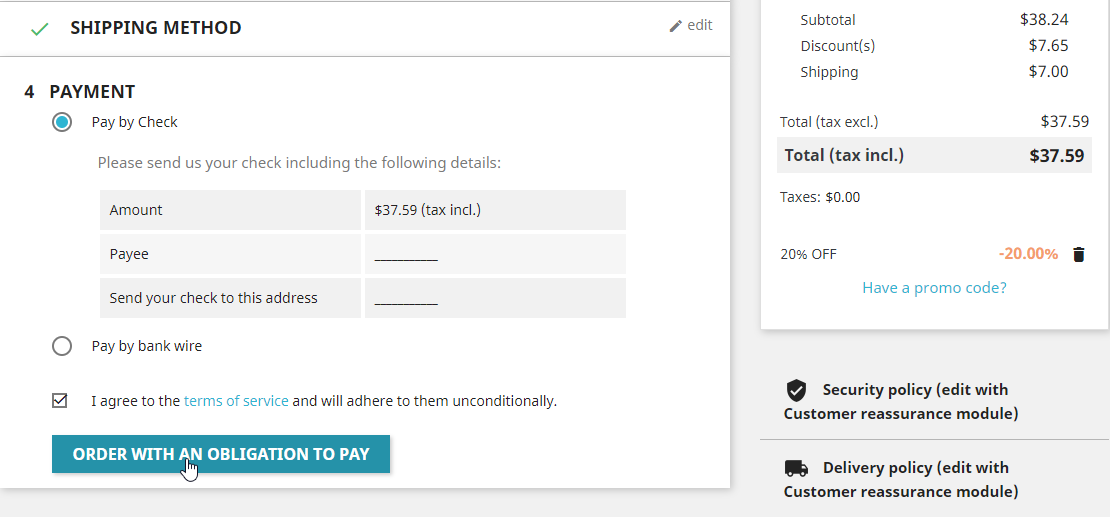 SHIPPING METHOD
edit
4 PAYMENT
Pay by Check
Please send us your check including the following details:
Amount $37.59 (tax incl.)
Payee ___________
Send your check to this address ___________
Pay by bank wire
I agree to the terms of service and will adhere to them unconditionally.
ORDER WITH AN OBLIGATION TO PAY
Subtotal $38.24
Discount(s) $7.65
Shipping $7.00
Total (tax excl.) $37.59
Total (tax incl.) $37.59
Taxes: $0.00
20% OFF -20.00%
Have a promo code?
Security policy (edit with
Customer reassurance module)
Delivery policy (edit with
Customer reassurance module)